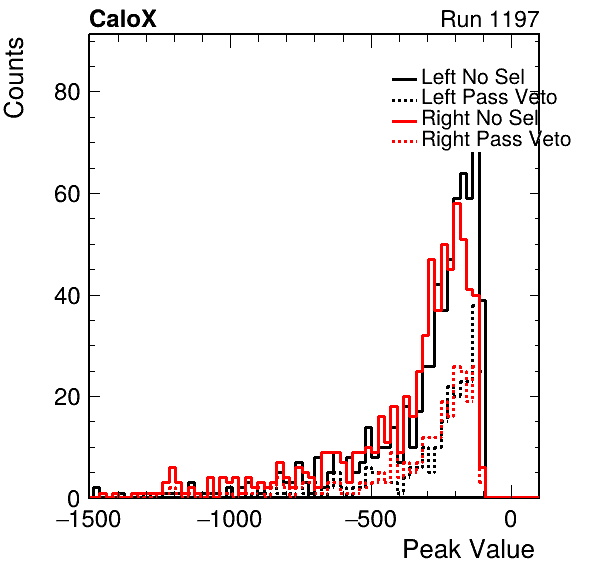 CaloX Run 1197
Counts
80
60
40
20
0
Left No Sel
Left Pass Veto
Right No Sel
Right Pass Veto
−1500 −1000 −500 0
Peak Value